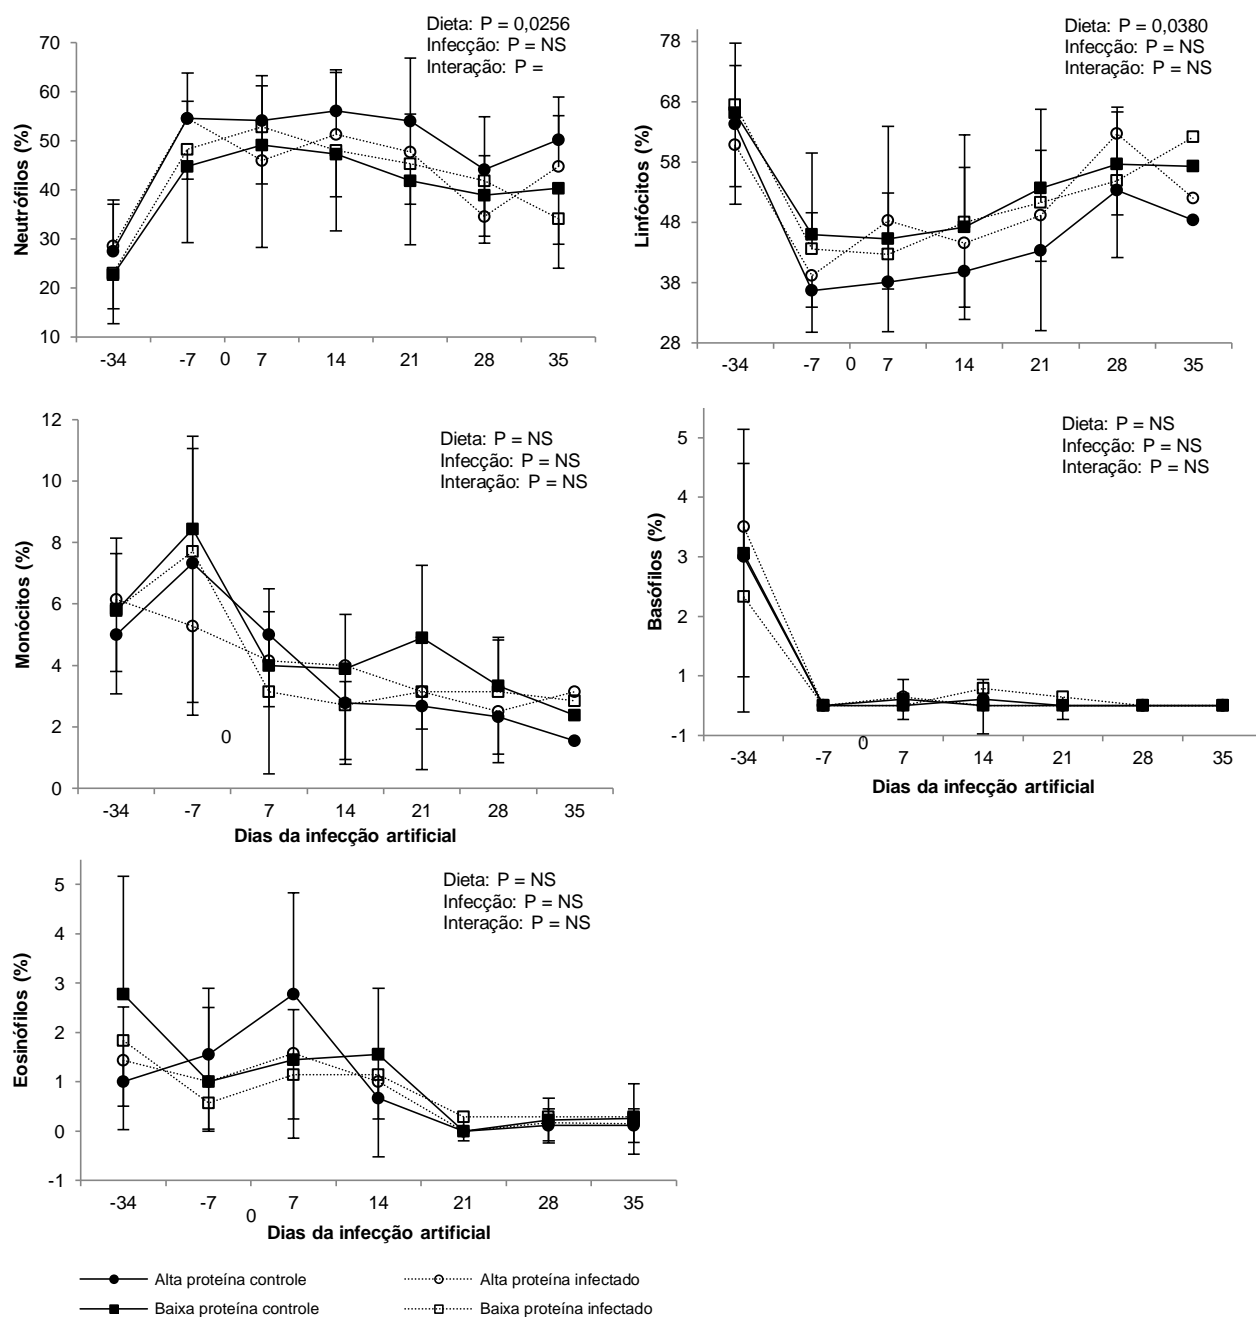 Dieta: P = 0,0256
Infecção: P = NS
Interação: P =
70
60
50
40
30
20
10
Neutrófilos (%)
-34 -7 0 7 14 21 28 35
Dieta: P = 0,0380
Infecção: P = NS
Interação: P = NS
78
68
58
48
38
28
Linfócitos (%)
-34 -7 0 7 14 21 28 35
Dieta: P = NS
Infecção: P = NS
Interação: P = NS
12
10
8
6
4
2
0
Monócitos (%)
0
-34 -7 7 14 21 28 35
Dias da infecção artificial
Dieta: P = NS
Infecção: P = NS
Interação: P = NS
5
3
1
-1
Basófilos (%)
0
-34 -7 7 14 21 28 35
Dias da infecção artificial
Dieta: P = NS
Infecção: P = NS
Interação: P = NS
5
4
3
2
1
0
-1
Eosinófilos (%)
-34 -7 7 14 21 28 35
0
Dias da infecção artificial
Alta proteína controle Alta proteína infectado
Baixa proteína controle Baixa proteína infectado